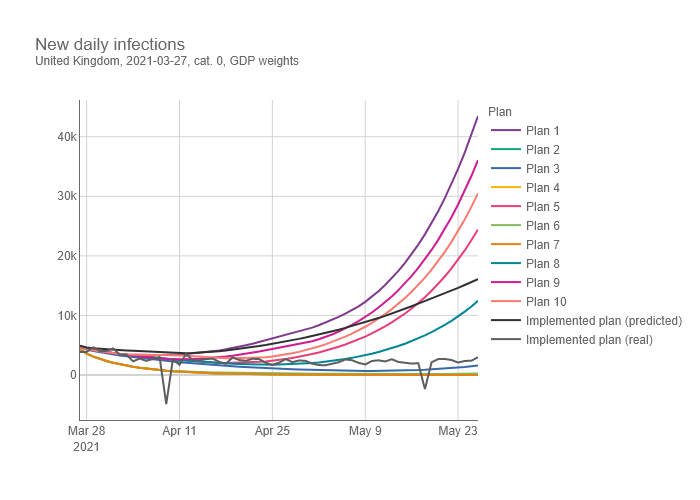 New daily infections
United Kingdom, 2021-03-27, cat. 0, GDP weights
Plan
Plan 1
Plan 2
Plan 3
Plan 4
Plan 5
Plan 6
Plan 7
Plan 8
Plan 9
Plan 10
Implemented plan (predicted)
Implemented plan (real)
40k
30k
20k
10k
0
Mar 28 Apr 11 Apr 25 May 9 May 23
2021